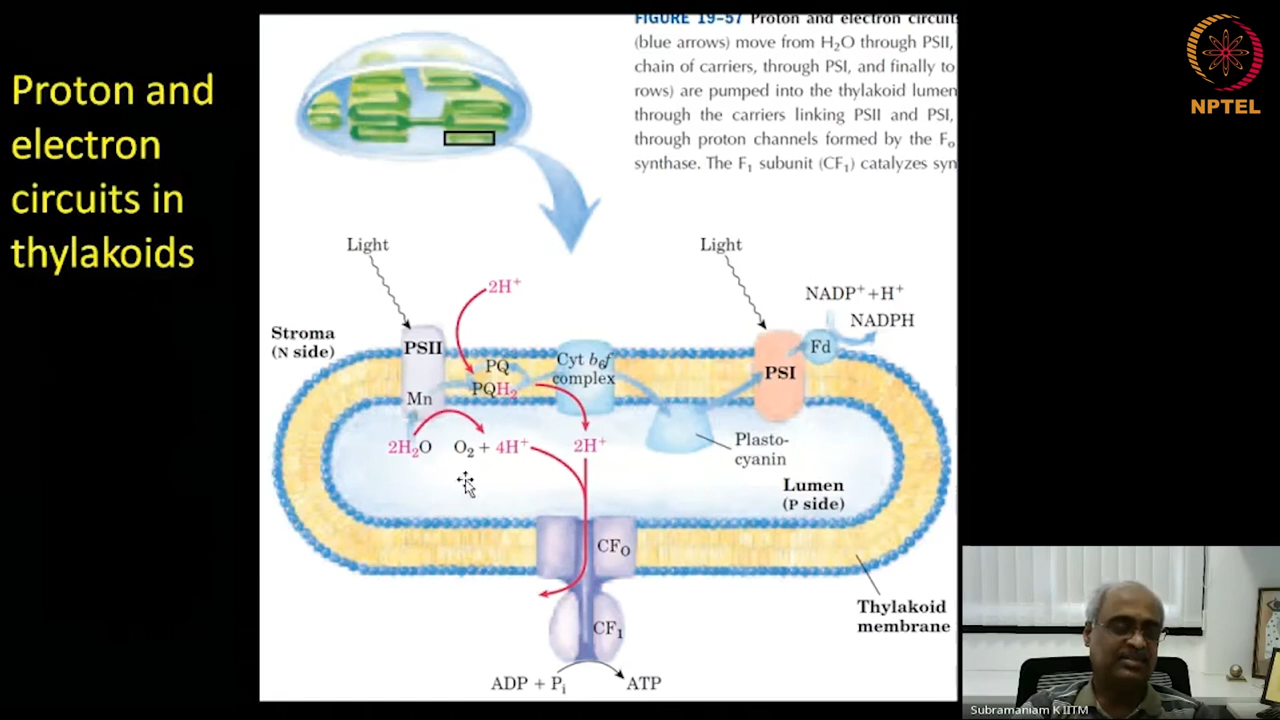 Proton and
electron
circuits in
thylakoids
FIGURE 19–57 Proton and electron circuits
(blue arrows) move from H₂O through PSII,
chain of carriers, through PSI, and finally to
rows) are pumped into the thylakoid lumen
through the carriers linking PSII and PSI,
through proton channels formed by the Fₒ
synthase. The F₁ subunit (CF₁) catalyzes syn
NPTEL
Light
Light
2H⁺
NADP⁺ + H⁺
NADPH
Stroma
(N side)
PSII
PQ
PQH₂
Cyt b₆f
complex
PSI
Fd
Mn
2H₂O
O₂ + 4H⁺
2H⁺
Plasto-
cyanin
Lumen
(P side)
CFO
CF₁
Thylakoid
membrane
ADP + Pᵢ
ATP
Subramaniam K IITM